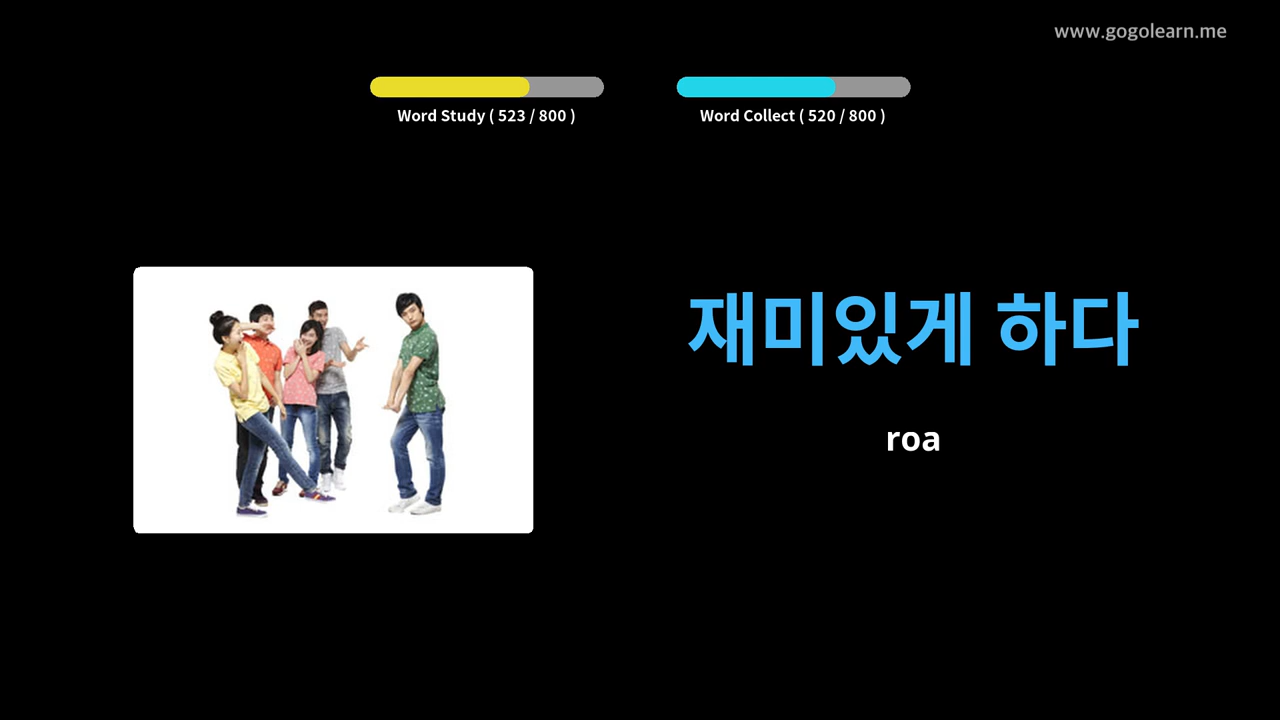 www.gogolearn.me
Word Study ( 523 / 800 )
Word Collect ( 520 / 800 )
재미있게 하다
roa